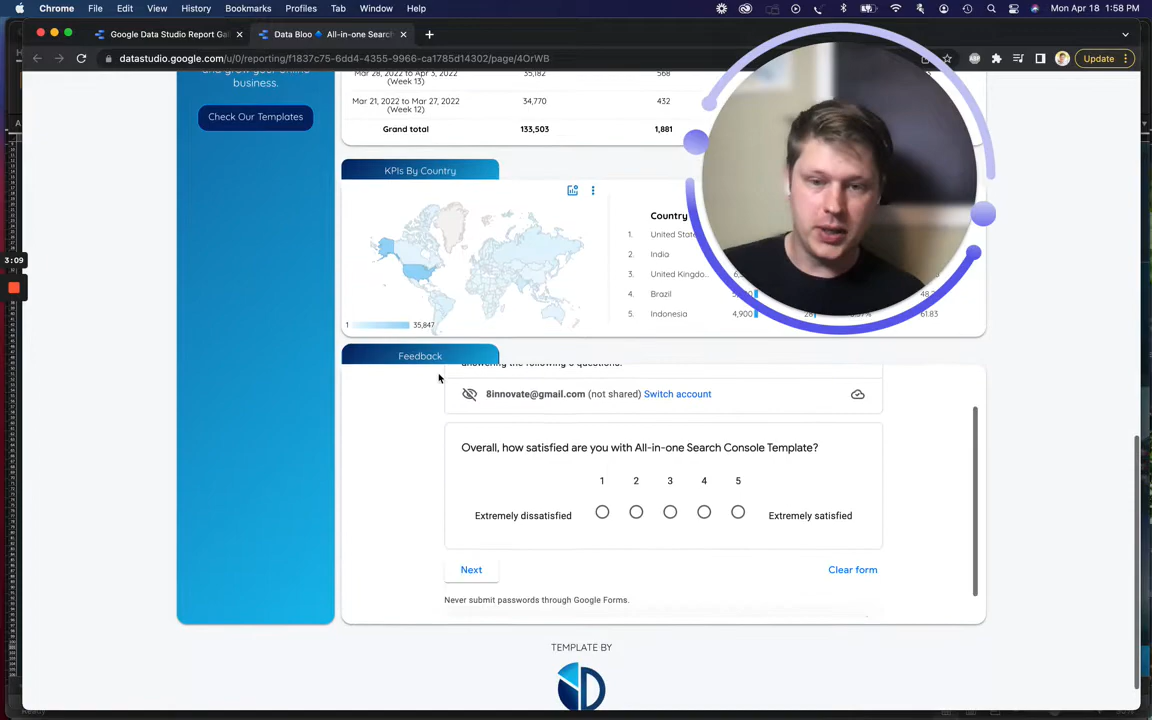 Chrome File Edit View History Bookmarks Profiles Tab Window Help Mon Apr 18 1:58 PM
Google Data Studio Report Gal
Data Bloo All-in-one Search
datastudio.google.com/u/0/reporting/f1837c75-6dd4-4355-9966-ca1785d14302/page/4OrWB
Update
and grow your online
business.
Check Our Templates
Mar 28, 2022 to Apr 3, 2022 35,182 568
(Week 13)
Mar 21, 2022 to Mar 27, 2022 34,770 432
(Week 12)
Grand total 133,503 1,881
KPIs By Country
1 35,847
Country
1. United State
2. India
3. United Kingdo...
4. Brazil
5. Indonesia 4,900 61.83
3:09
Feedback
8innovate@gmail.com (not shared) Switch account
Overall, how satisfied are you with All-in-one Search Console Template?
1 2 3 4 5
Extremely dissatisfied Extremely satisfied
Next Clear form
Never submit passwords through Google Forms.
TEMPLATE BY